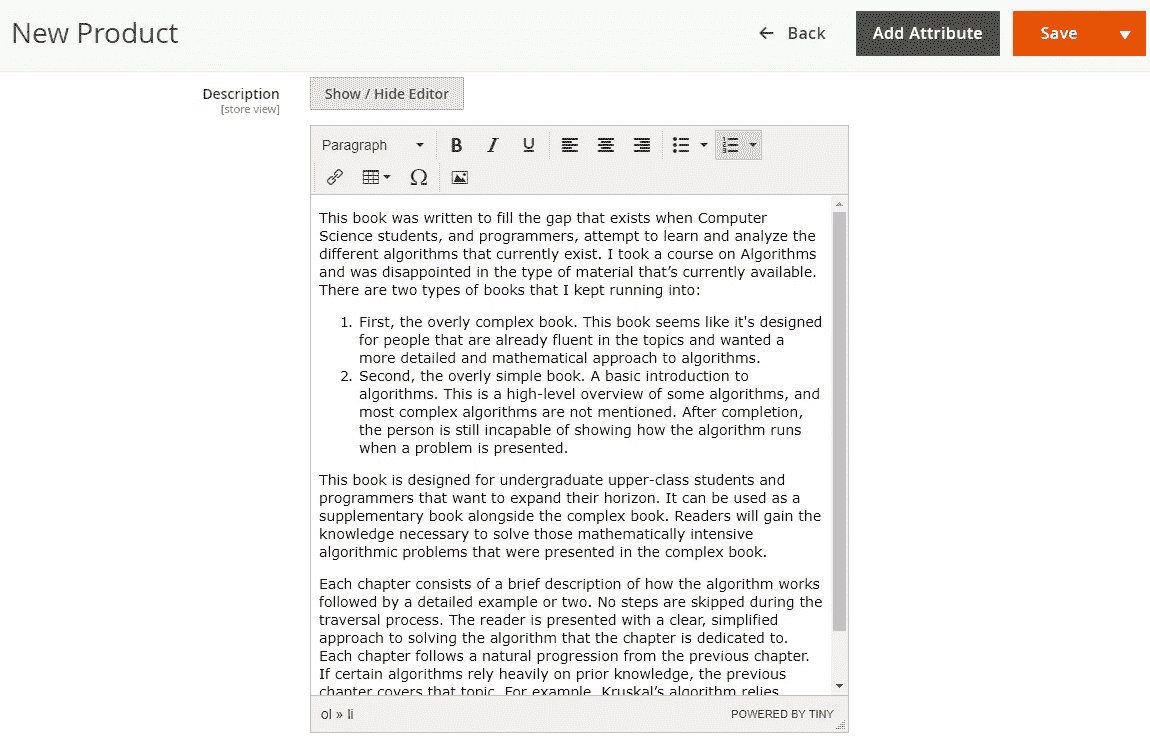 New Product
Back
Add Attribute
Save
Description
[store view]
Show / Hide Editor
Paragraph
B I U
Ω
This book was written to fill the gap that exists when Computer
Science students, and programmers, attempt to learn and analyze the
different algorithms that currently exist. I took a course on Algorithms
and was disappointed in the type of material that’s currently available.
There are two types of books that I kept running into:
1. First, the overly complex book. This book seems like it's designed
for people that are already fluent in the topics and wanted a
more detailed and mathematical approach to algorithms.
2. Second, the overly simple book. A basic introduction to
algorithms. This is a high-level overview of some algorithms, and
most complex algorithms are not mentioned. After completion,
the person is still incapable of showing how the algorithm runs
when a problem is presented.
This book is designed for undergraduate upper-class students and
programmers that want to expand their horizon. It can be used as a
supplementary book alongside the complex book. Readers will gain the
knowledge necessary to solve those mathematically intensive
algorithmic problems that were presented in the complex book.
Each chapter consists of a brief description of how the algorithm works
followed by a detailed example or two. No steps are skipped during the
traversal process. The reader is presented with a clear, simplified
approach to solving the algorithm that the chapter is dedicated to.
Each chapter follows a natural progression from the previous chapter.
If certain algorithms rely heavily on prior knowledge, the previous
chapter covers that topic. For example, Kruskal’s algorithm relies
ol » li
POWERED BY TINY